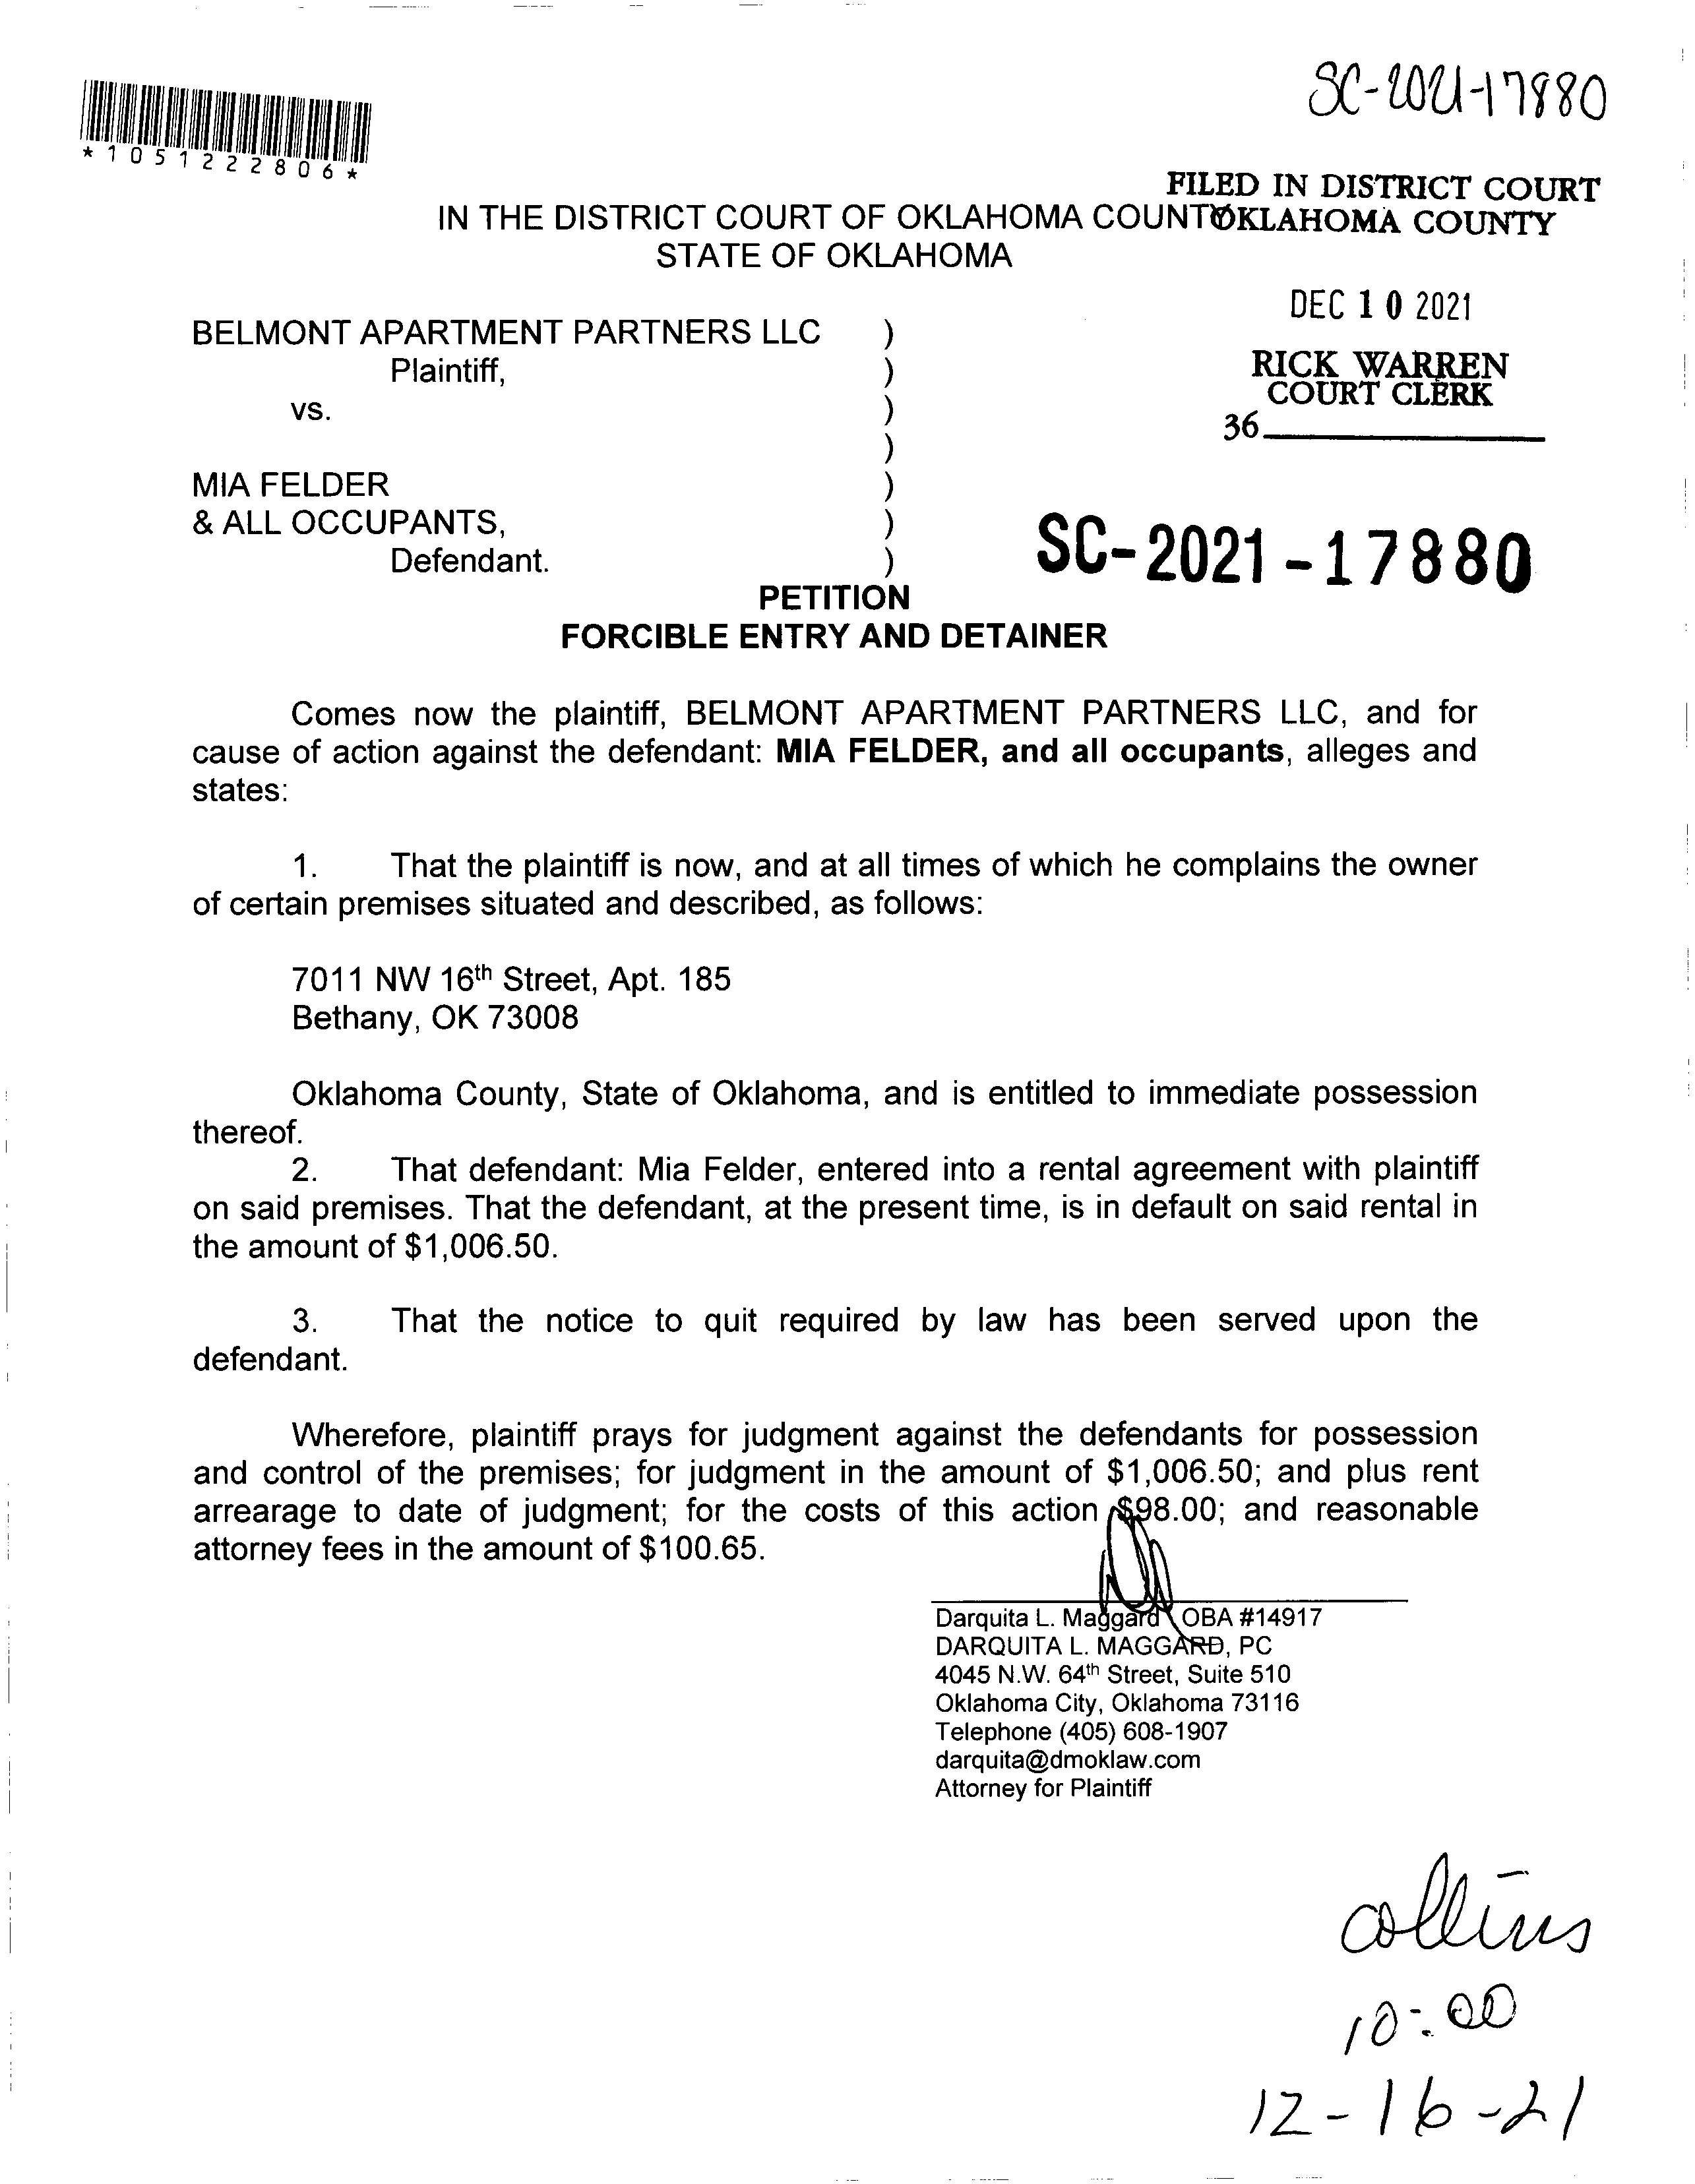 SC-2021-17880
*1051222806*
FILED IN DISTRICT COURT
OKLAHOMA COUNTY
IN THE DISTRICT COURT OF OKLAHOMA COUNTY
STATE OF OKLAHOMA
DEC 10 2021
RICK WARREN
COURT CLERK
36
BELMONT APARTMENT PARTNERS LLC )
Plaintiff, )
vs. )
)
MIA FELDER )
& ALL OCCUPANTS, )
Defendant. )
SC-2021-17880
PETITION
FORCIBLE ENTRY AND DETAINER
Comes now the plaintiff, BELMONT APARTMENT PARTNERS LLC, and for
cause of action against the defendant: MIA FELDER, and all occupants, alleges and
states:
1. That the plaintiff is now, and at all times of which he complains the owner
of certain premises situated and described, as follows:
7011 NW 16th Street, Apt. 185
Bethany, OK 73008
Oklahoma County, State of Oklahoma, and is entitled to immediate possession
thereof.
2. That defendant: Mia Felder, entered into a rental agreement with plaintiff
on said premises. That the defendant, at the present time, is in default on said rental in
the amount of $1,006.50.
3. That the notice to quit required by law has been served upon the
defendant.
Wherefore, plaintiff prays for judgment against the defendants for possession
and control of the premises; for judgment in the amount of $1,006.50; and plus rent
arrearage to date of judgment; for the costs of this action $98.00; and reasonable
attorney fees in the amount of $100.65.
Darquita L. Maggard OBA #14917
DARQUITA L. MAGGARD, PC
4045 N.W. 64th Street, Suite 510
Oklahoma City, Oklahoma 73116
Telephone (405) 608-1907
darquita@dmoklaw.com
Attorney for Plaintiff
collins
10:00
12-16-21